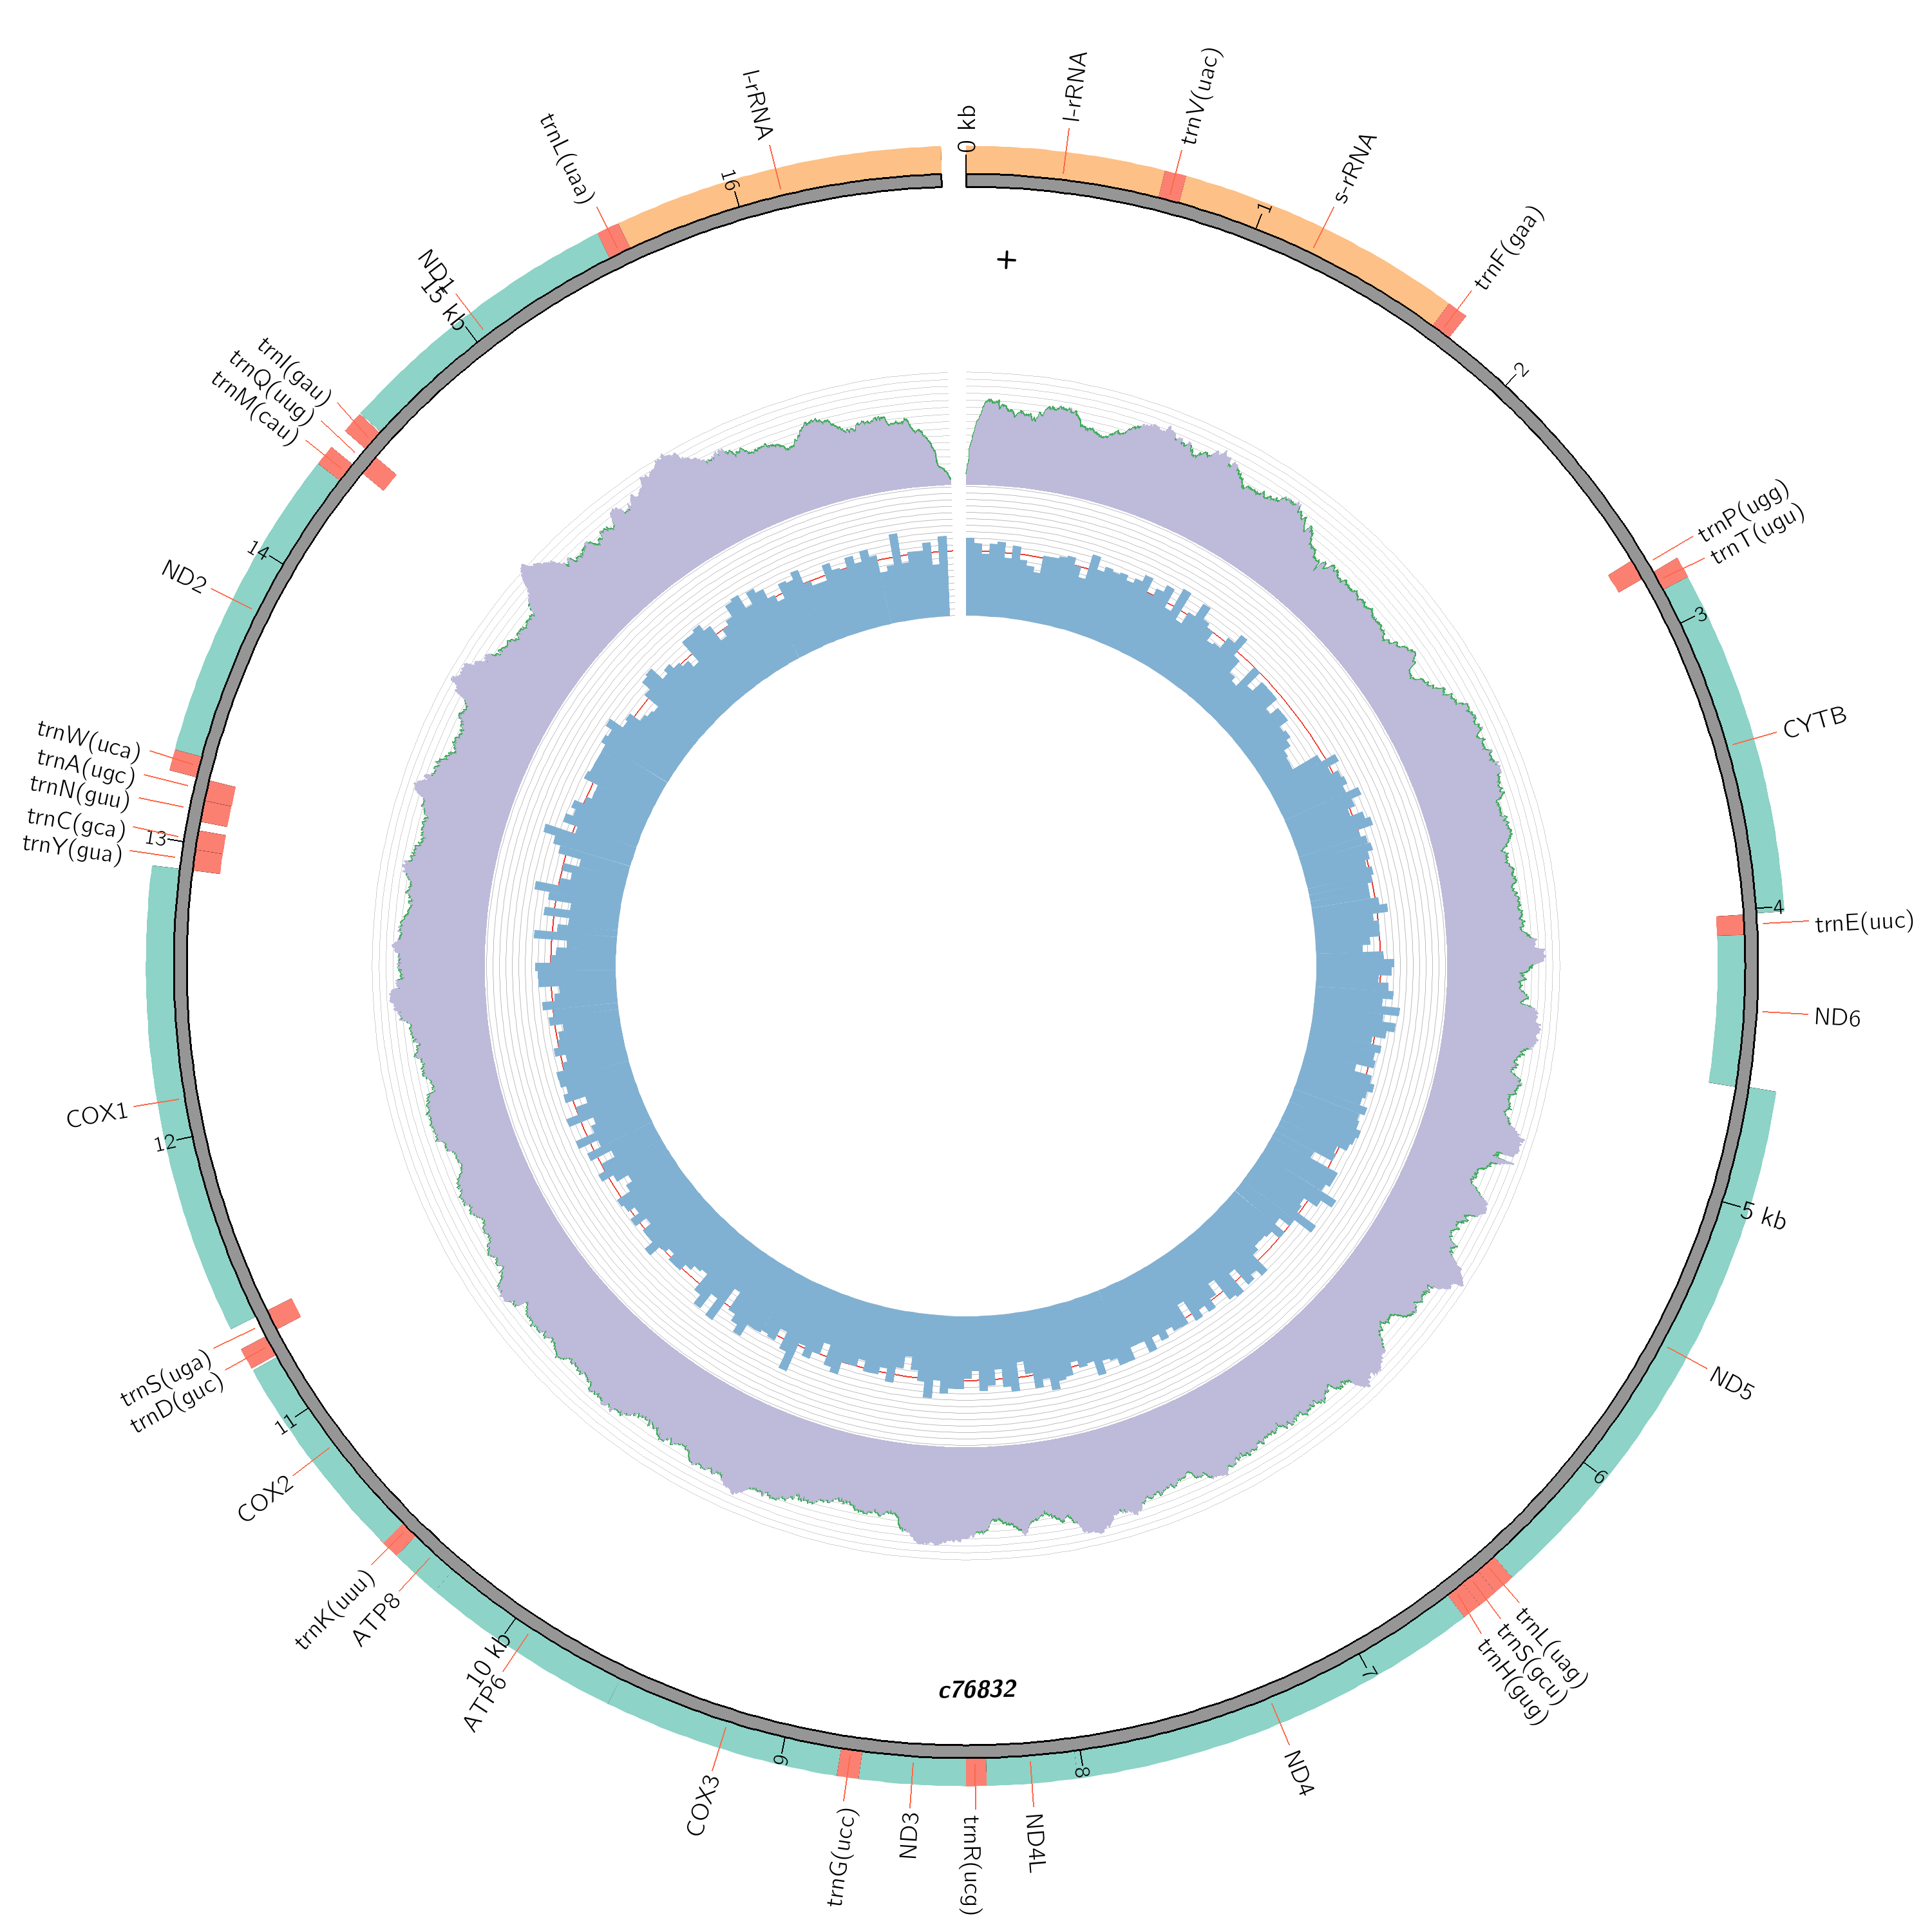 0 kb
l-rRNA
trnV(uac)
1
s-rRNA
trnF(gaa)
2
trnP(ugg)
trnT(ugu)
3
CYTB
4
trnE(uuc)
ND6
5 kb
ND5
6
trnL(uag)
trnS(gcu)
trnH(gug)
7
ND4
8
ND4L
trnR(ucg)
ND3
trnG(ucc)
9
COX3
10 kb
ATP6
ATP8
trnK(uuu)
COX2
11
trnD(guc)
trnS(uga)
12
COX1
trnY(gua)
13
trnC(gca)
trnN(guu)
trnA(ugc)
trnW(uca)
ND2
14
trnM(cau)
trnQ(uug)
trnI(gau)
15 kb
ND1
trnL(uaa)
16
l-rRNA
+
c76832